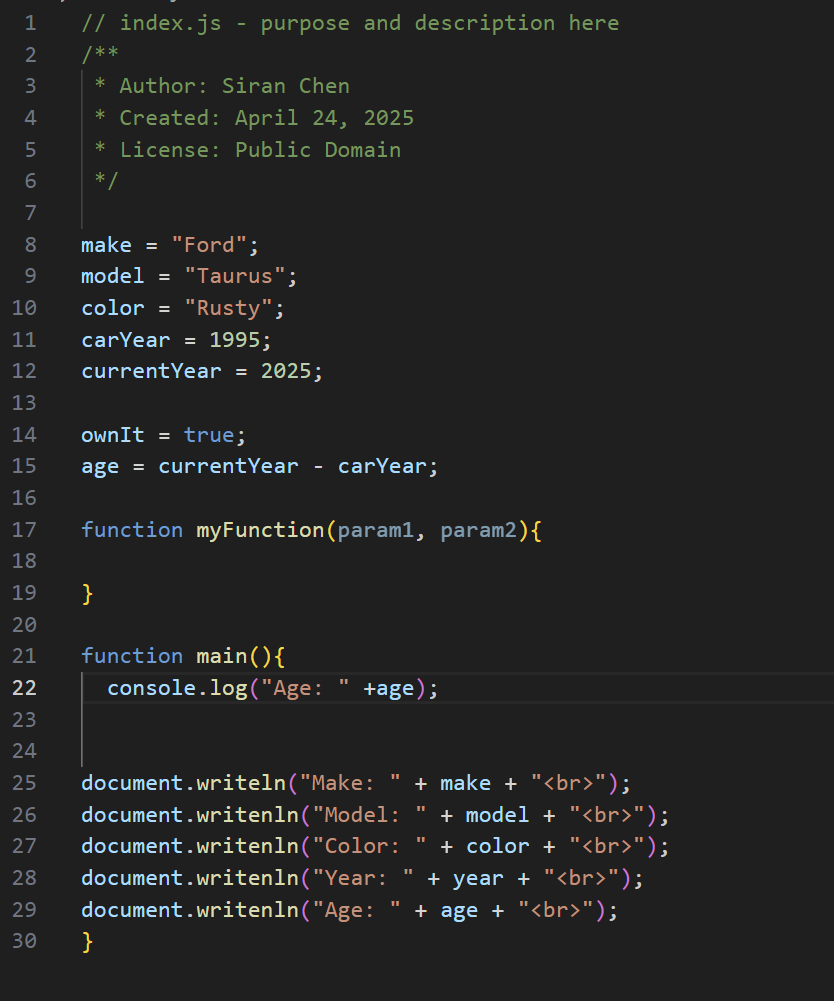 1 // index.js - purpose and description here
2 /**
3 * Author: Siran Chen
4 * Created: April 24, 2025
5 * License: Public Domain
6 */
7
8 make = "Ford";
9 model = "Taurus";
10 color = "Rusty";
11 carYear = 1995;
12 currentYear = 2025;
13
14 ownIt = true;
15 age = currentYear - carYear;
16
17 function myFunction(param1, param2){
18
19 }
20
21 function main(){
22 console.log("Age: " +age);
23
24
25 document.writeln("Make: " + make + "<br>");
26 document.writenln("Model: " + model + "<br>");
27 document.writenln("Color: " + color + "<br>");
28 document.writenln("Year: " + year + "<br>");
29 document.writenln("Age: " + age + "<br>");
30 }